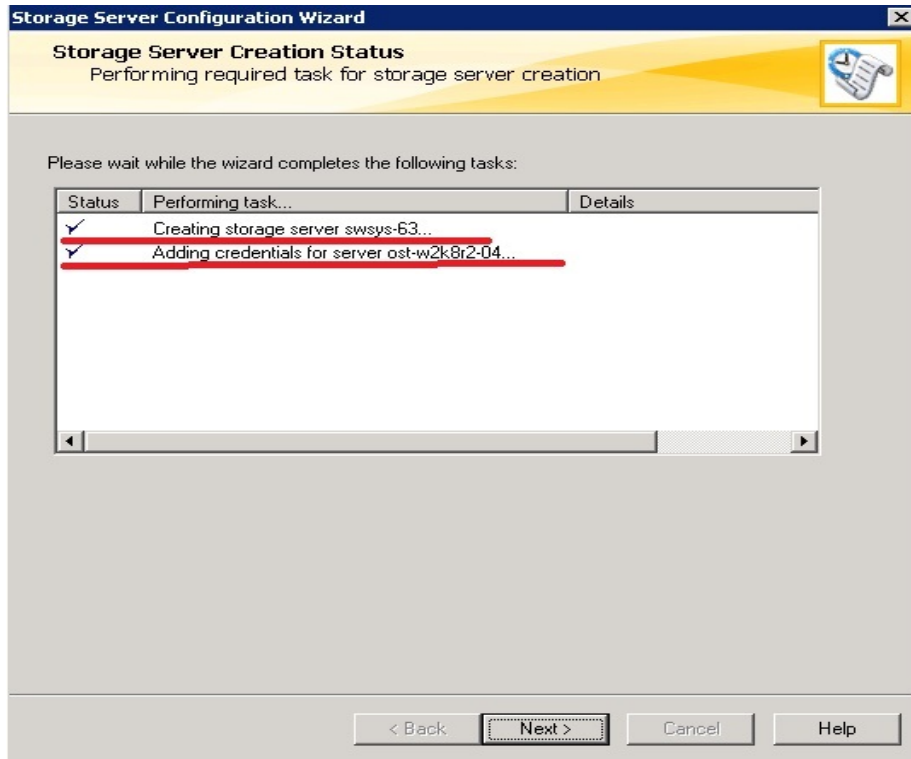 Storage Server Configuration Wizard
Storage Server Creation Status
Performing required task for storage server creation
Please wait while the wizard completes the following tasks:
Status Performing task... Details
Creating storage server swsys-63...
Adding credentials for server ost-w2k8r2-04...
< Back Next > Cancel Help